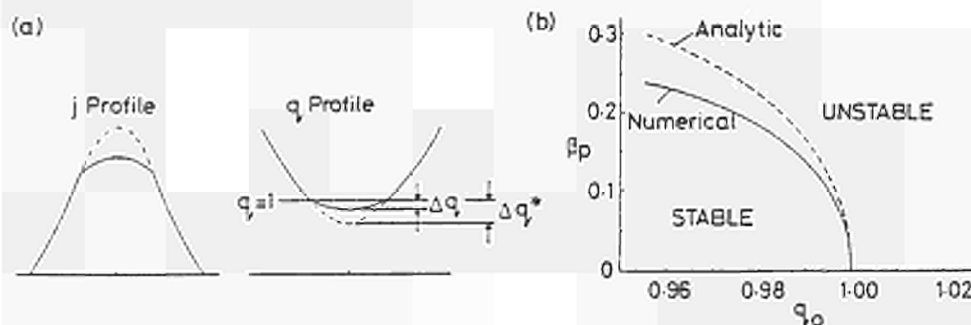 (a)
j Profile
q Profile
q=1
Δq
Δq*
(b)
0·3
Analytic
0·2
UNSTABLE
Numerical
βp
0·1
STABLE
0
0·96
0·98
1·00
1·02
q0